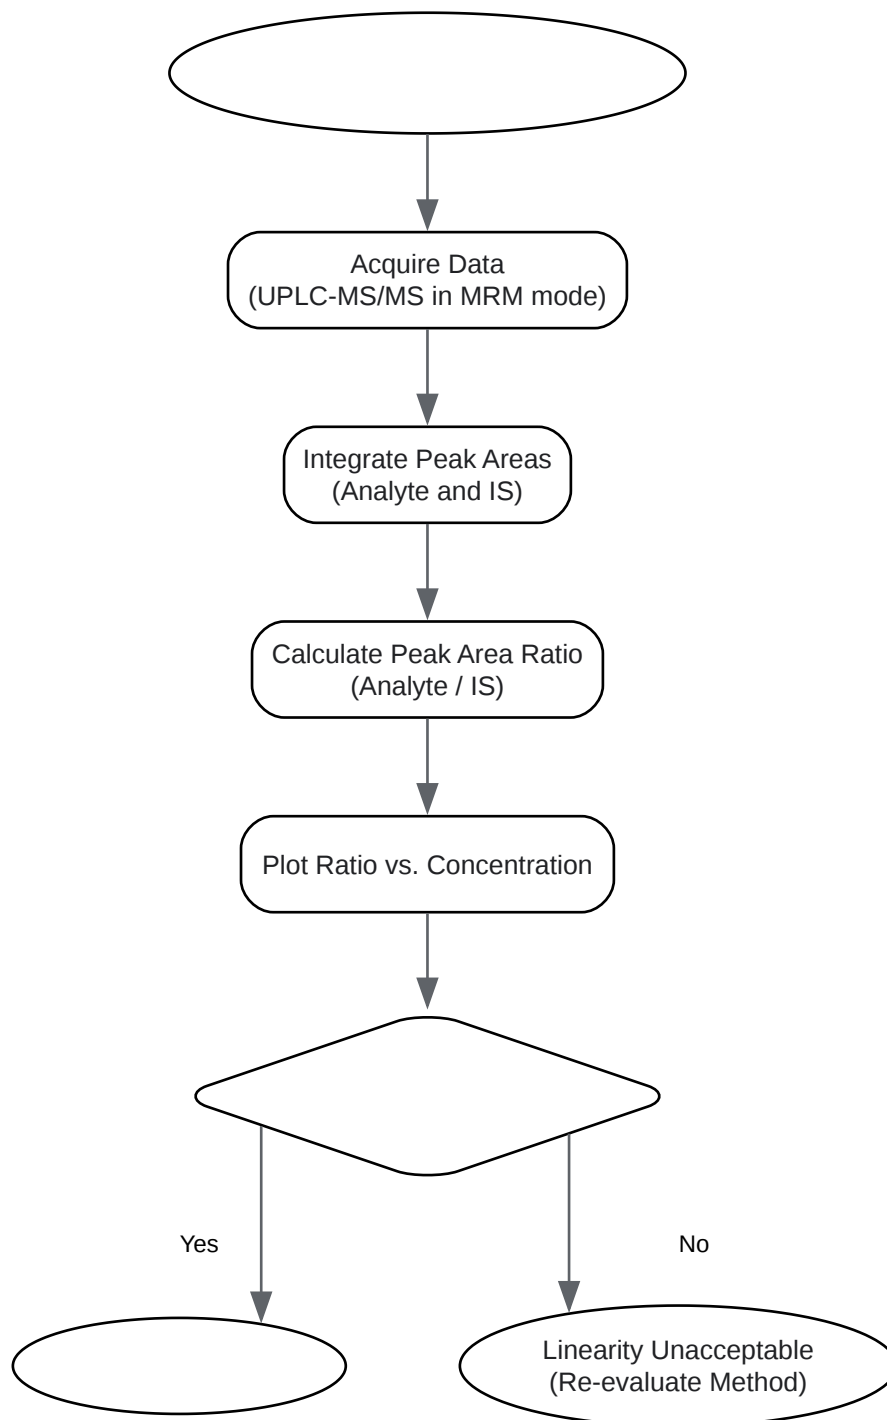 Acquire Data
(UPLC-MS/MS in MRM mode)
Integrate Peak Areas
(Analyte and IS)
Calculate Peak Area Ratio
(Analyte / IS)
Plot Ratio vs. Concentration
Yes
No
Linearity Unacceptable
(Re-evaluate Method)